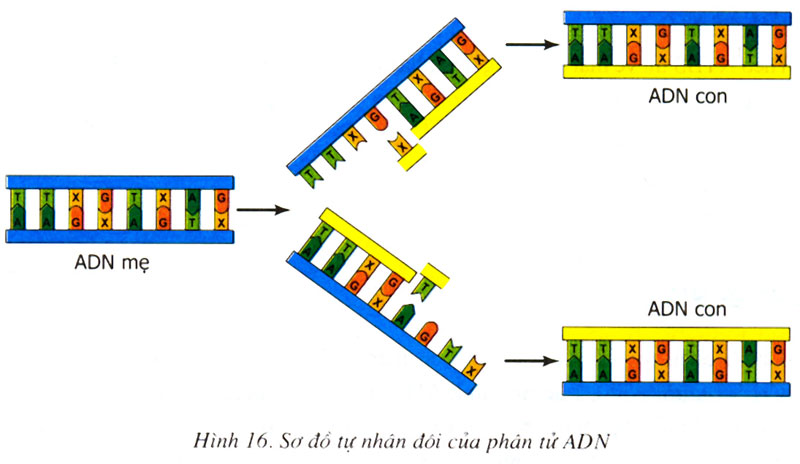 T T X G T X A G
A A G X A G T X
ADN mẹ
T T X G T X A G
X A G T X
T T X G T
A A G X A G T X
T T X G T X A G
A A G X A G T X
ADN con
ADN con
T T X G T X A G
A A G X A G T X
Hình 16. Sơ đồ tự nhân đôi của phân tử ADN